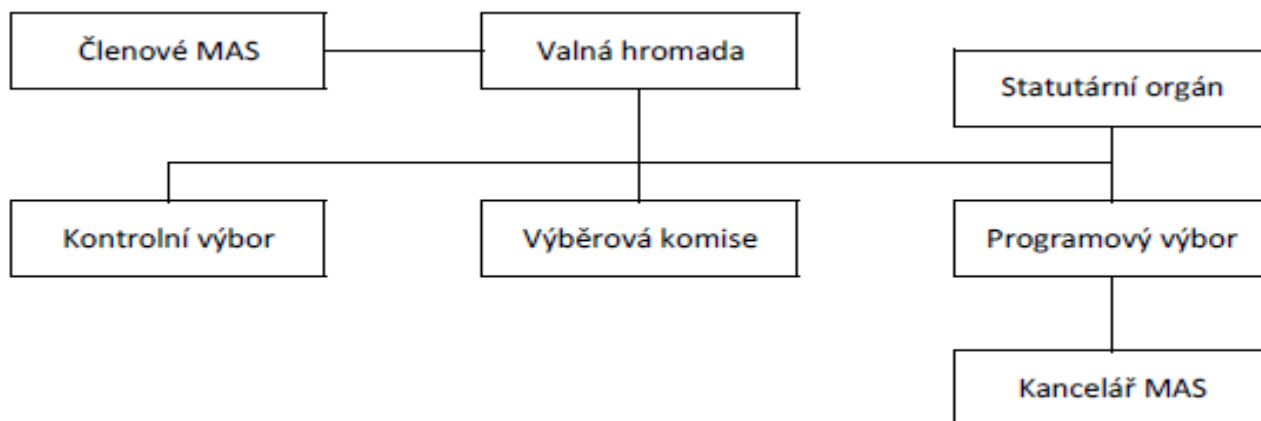 Členové MAS
Valná hromada
Statutární orgán
Kontrolní výbor
Výběrová komise
Programový výbor
Kancelář MAS